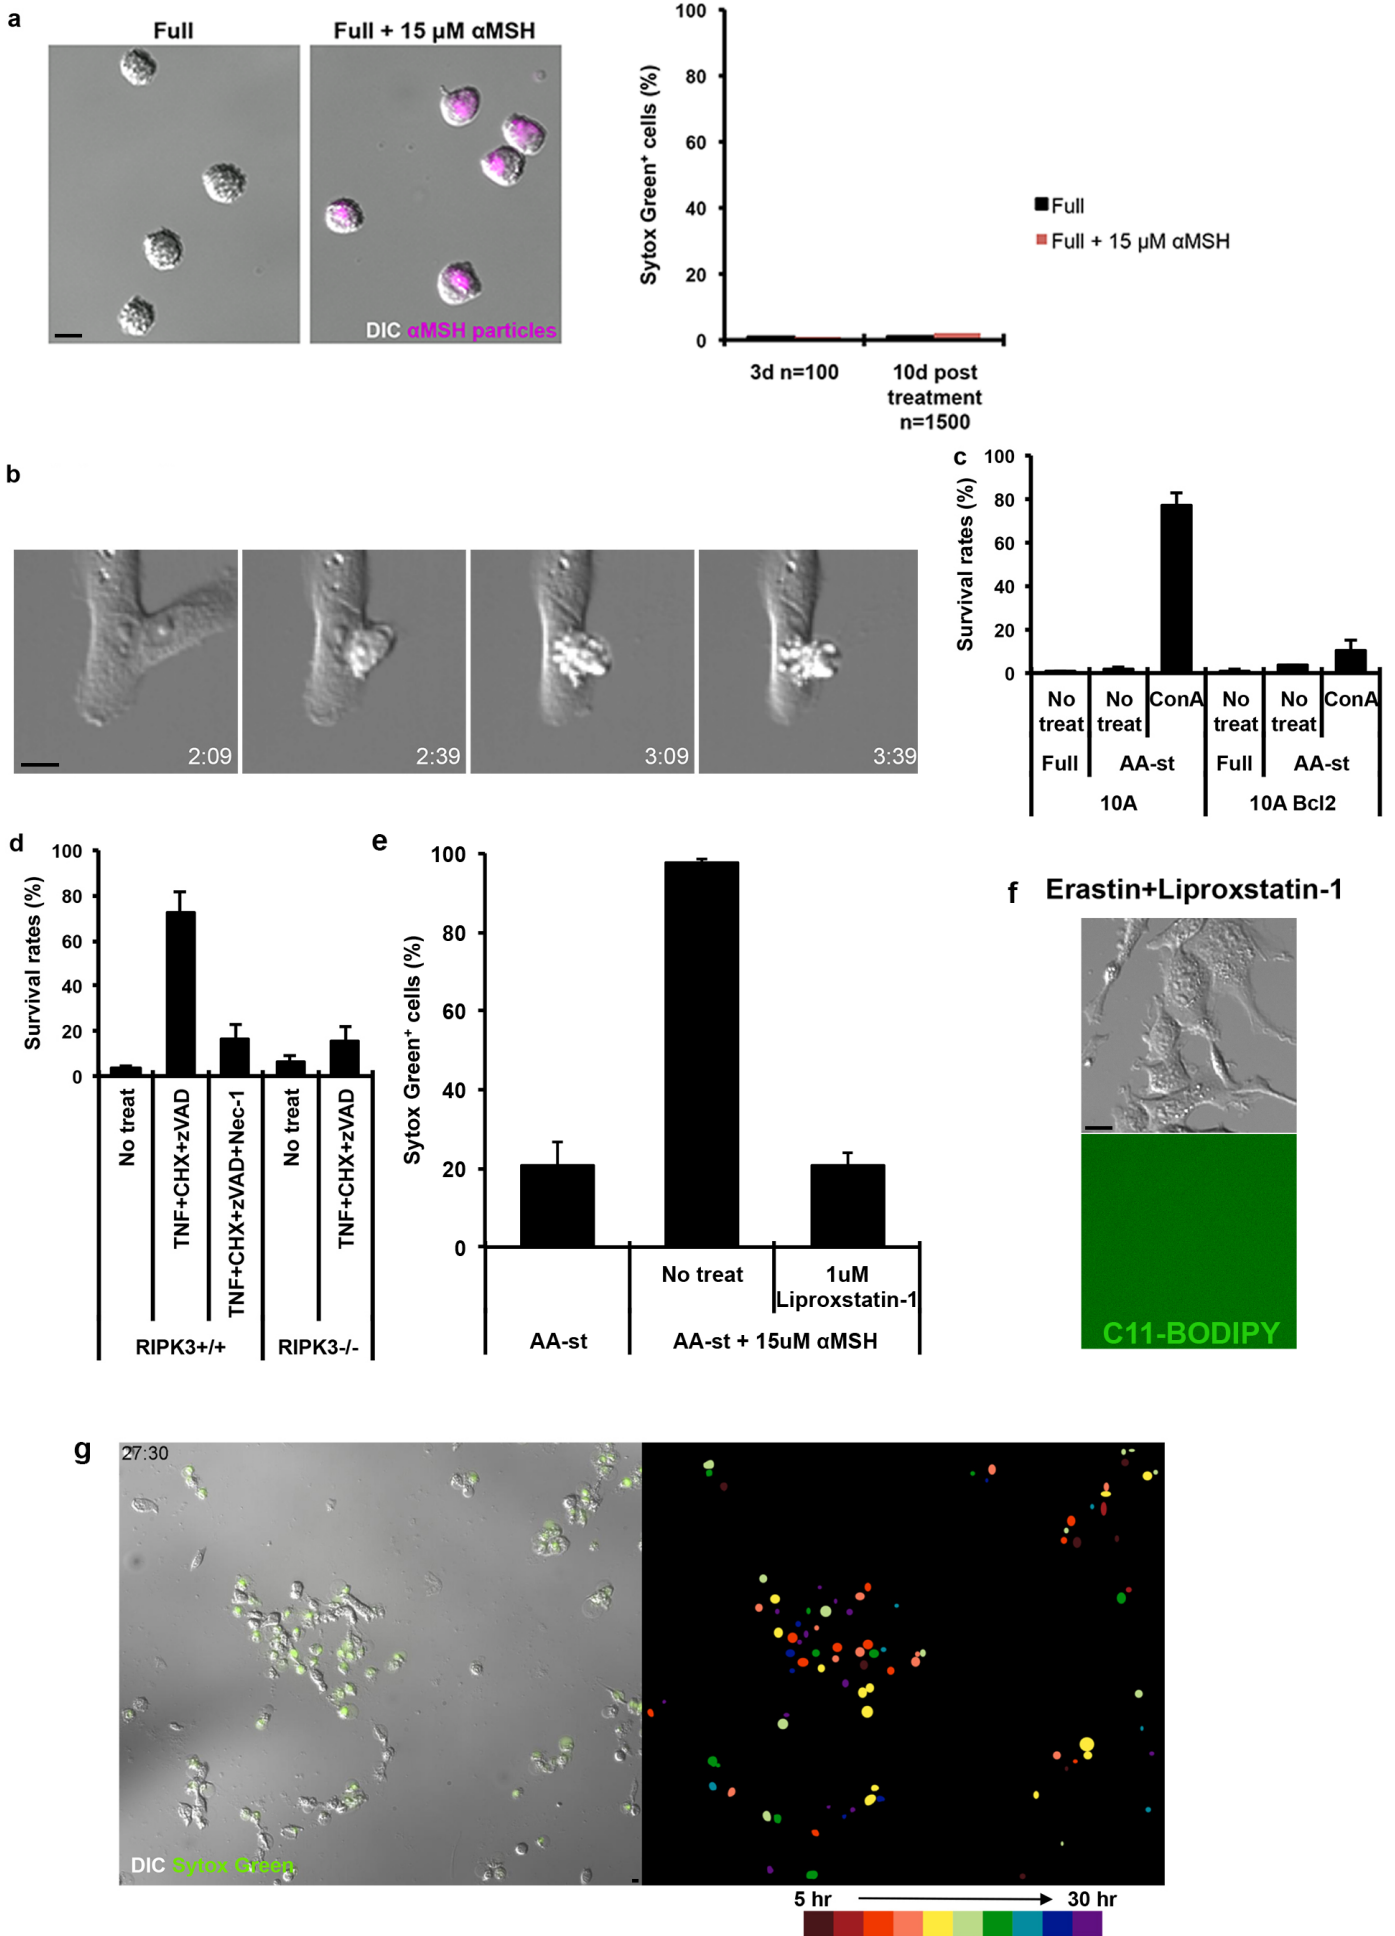 a
Full
Full + 15 µM αMSH
DIC αMSH particles
Sytox Green⁺ cells (%)
100
80
60
40
20
0
3d n=100
10d post
treatment
n=1500
Full
Full + 15 µM αMSH
b
2:09
2:39
3:09
3:39
c
Survival rates (%)
100
80
60
40
20
0
No
treat
No
treat
ConA
No
treat
No
treat
ConA
Full
AA-st
Full
AA-st
10A
10A Bcl2
d
Survival rates (%)
100
80
60
40
20
0
No treat
TNF+CHX+zVAD
TNF+CHX+zVAD+Nec-1
No treat
TNF+CHX+zVAD
RIPK3+/+
RIPK3-/-
e
Sytox Green⁺ cells (%)
100
80
60
40
20
0
No treat
1uM
Liproxstatin-1
AA-st
AA-st + 15uM αMSH
f
Erastin+Liproxstatin-1
C11-BODIPY
g
27:30
DIC Sytox Green
5 hr
30 hr